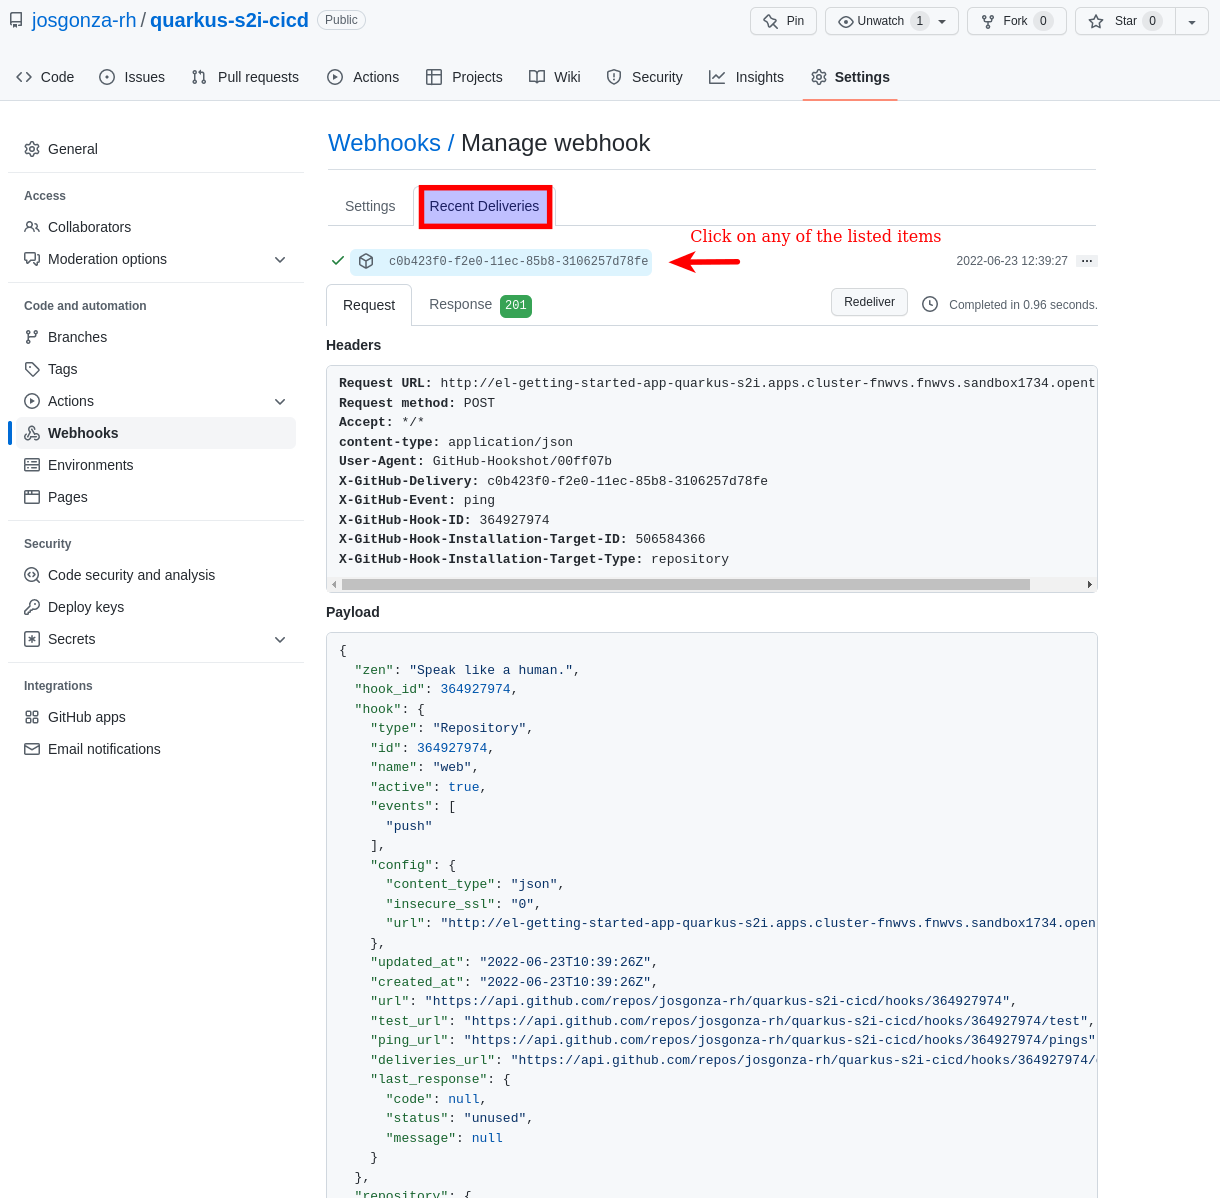 josgonza-rh / quarkus-s2i-cicd Public Pin Unwatch 1 Fork 0 Star 0
Code Issues Pull requests Actions Projects Wiki Security Insights Settings
General
Access
Collaborators
Moderation options
Code and automation
Branches
Tags
Actions
Webhooks
Environments
Pages
Security
Code security and analysis
Deploy keys
Secrets
Integrations
GitHub apps
Email notifications
Webhooks / Manage webhook
Settings Recent Deliveries
Click on any of the listed items
c0b423f0-f2e0-11ec-85b8-3106257d78fe 2022-06-23 12:39:27 ...
Request Response 201 Redeliver Completed in 0.96 seconds.
Headers
Request URL: http://el-getting-started-app-quarkus-s2i.apps.cluster-fnwvs.fnwvs.sandbox1734.opent
Request method: POST
Accept: */*
content-type: application/json
User-Agent: GitHub-Hookshot/00ff07b
X-GitHub-Delivery: c0b423f0-f2e0-11ec-85b8-3106257d78fe
X-GitHub-Event: ping
X-GitHub-Hook-ID: 364927974
X-GitHub-Hook-Installation-Target-ID: 506584366
X-GitHub-Hook-Installation-Target-Type: repository
Payload
{
  "zen": "Speak like a human.",
  "hook_id": 364927974,
  "hook": {
    "type": "Repository",
    "id": 364927974,
    "name": "web",
    "active": true,
    "events": [
      "push"
    ],
    "config": {
      "content_type": "json",
      "insecure_ssl": "0",
      "url": "http://el-getting-started-app-quarkus-s2i.apps.cluster-fnwvs.fnwvs.sandbox1734.open
    },
    "updated_at": "2022-06-23T10:39:26Z",
    "created_at": "2022-06-23T10:39:26Z",
    "url": "https://api.github.com/repos/josgonza-rh/quarkus-s2i-cicd/hooks/364927974",
    "test_url": "https://api.github.com/repos/josgonza-rh/quarkus-s2i-cicd/hooks/364927974/test",
    "ping_url": "https://api.github.com/repos/josgonza-rh/quarkus-s2i-cicd/hooks/364927974/pings"
    "deliveries_url": "https://api.github.com/repos/josgonza-rh/quarkus-s2i-cicd/hooks/364927974/
    "last_response": {
      "code": null,
      "status": "unused",
      "message": null
    }
  },
  "repository": {